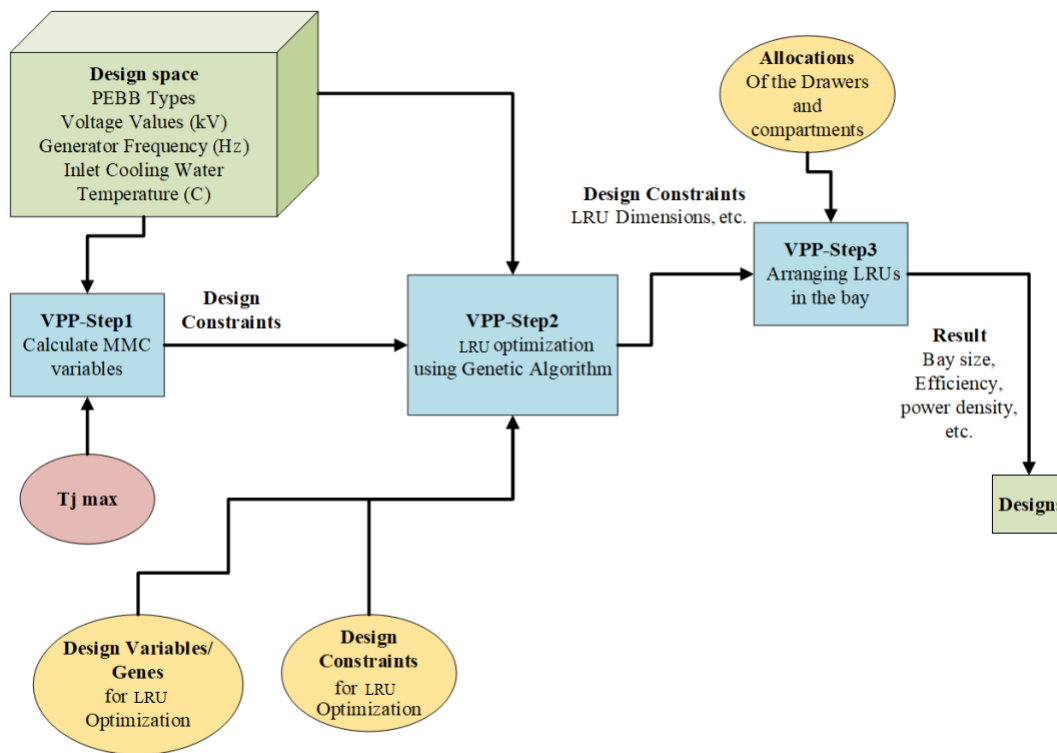 Design space
PEBB Types
Voltage Values (kV)
Generator Frequency (Hz)
Inlet Cooling Water
Temperature (C)
Allocations
Of the Drawers
and
compartments
Design Constraints
LRU Dimensions, etc.
VPP-Step3
Arranging LRUs
in the bay
VPP-Step1
Calculate MMC
variables
Design
Constraints
VPP-Step2
LRU optimization
using Genetic Algorithm
Result
Bay size,
Efficiency,
power density,
etc.
Tj max
Designs
Design Variables/
Genes
for LRU
Optimization
Design
Constraints
for LRU
Optimization